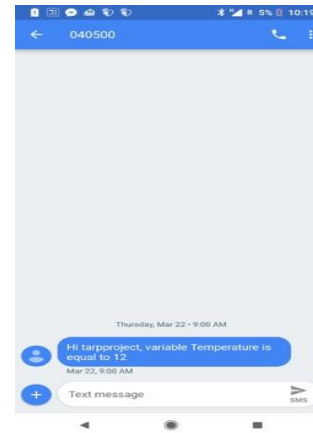 R 5% 10:19
040500
Thursday, Mar 22 • 9:00 AM
Hi tarpproject, variable Temperature is
equal to 12
Mar 22, 9:00 AM
Text message
SMS